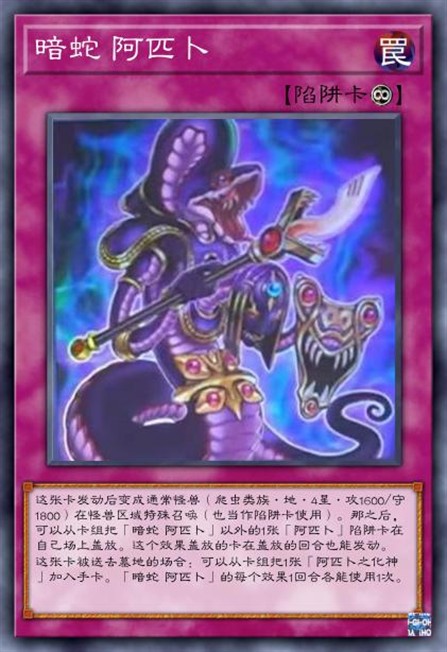 暗蛇 阿匹卜
罠
【陷阱卡】
这张卡发动后变成通常怪兽（爬虫类族·地·4星·攻1600/守
1800）在怪兽区域特殊召唤（也当作陷阱卡使用）。那之后，
可以从卡组把「暗蛇 阿匹卜」以外的1张「阿匹卜」陷阱卡在
自己场上盖放。这个效果盖放的卡在盖放的回合也能发动。
这张卡被送去墓地的场合：可以从卡组把1张「阿匹卜之化神
」加入手卡。「暗蛇 阿匹卜」的每个效果1回合各能使用1次。